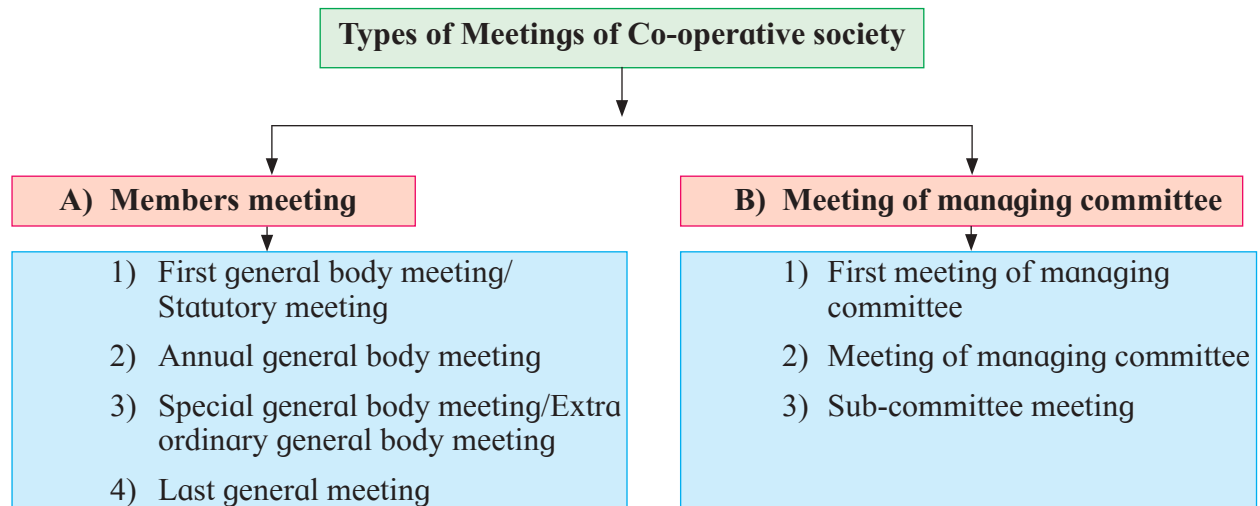 Types of Meetings of Co-operative society
A) Members meeting
1) First general body meeting/
Statutory meeting
2) Annual general body meeting
3) Special general body meeting/Extra
ordinary general body meeting
4) Last general meeting
B) Meeting of managing committee
1) First meeting of managing
committee
2) Meeting of managing committee
3) Sub-committee meeting